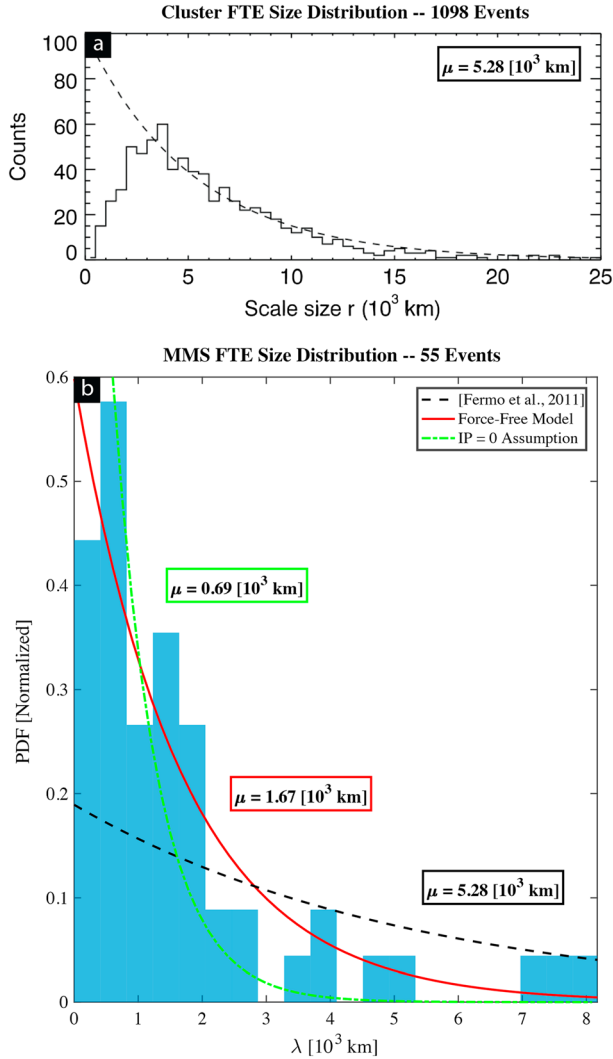 Cluster FTE Size Distribution -- 1098 Events
a
μ = 5.28 [10³ km]
100
80
60
40
20
0
Counts
0
5
10
15
20
25
Scale size r (10³ km)
MMS FTE Size Distribution -- 55 Events
b
[Fermo et al., 2011]
Force-Free Model
IP = 0 Assumption
μ = 0.69 [10³ km]
μ = 1.67 [10³ km]
μ = 5.28 [10³ km]
0.6
0.5
0.4
0.3
0.2
0.1
0
PDF [Normalized]
0
1
2
3
4
5
6
7
8
λ [10³ km]